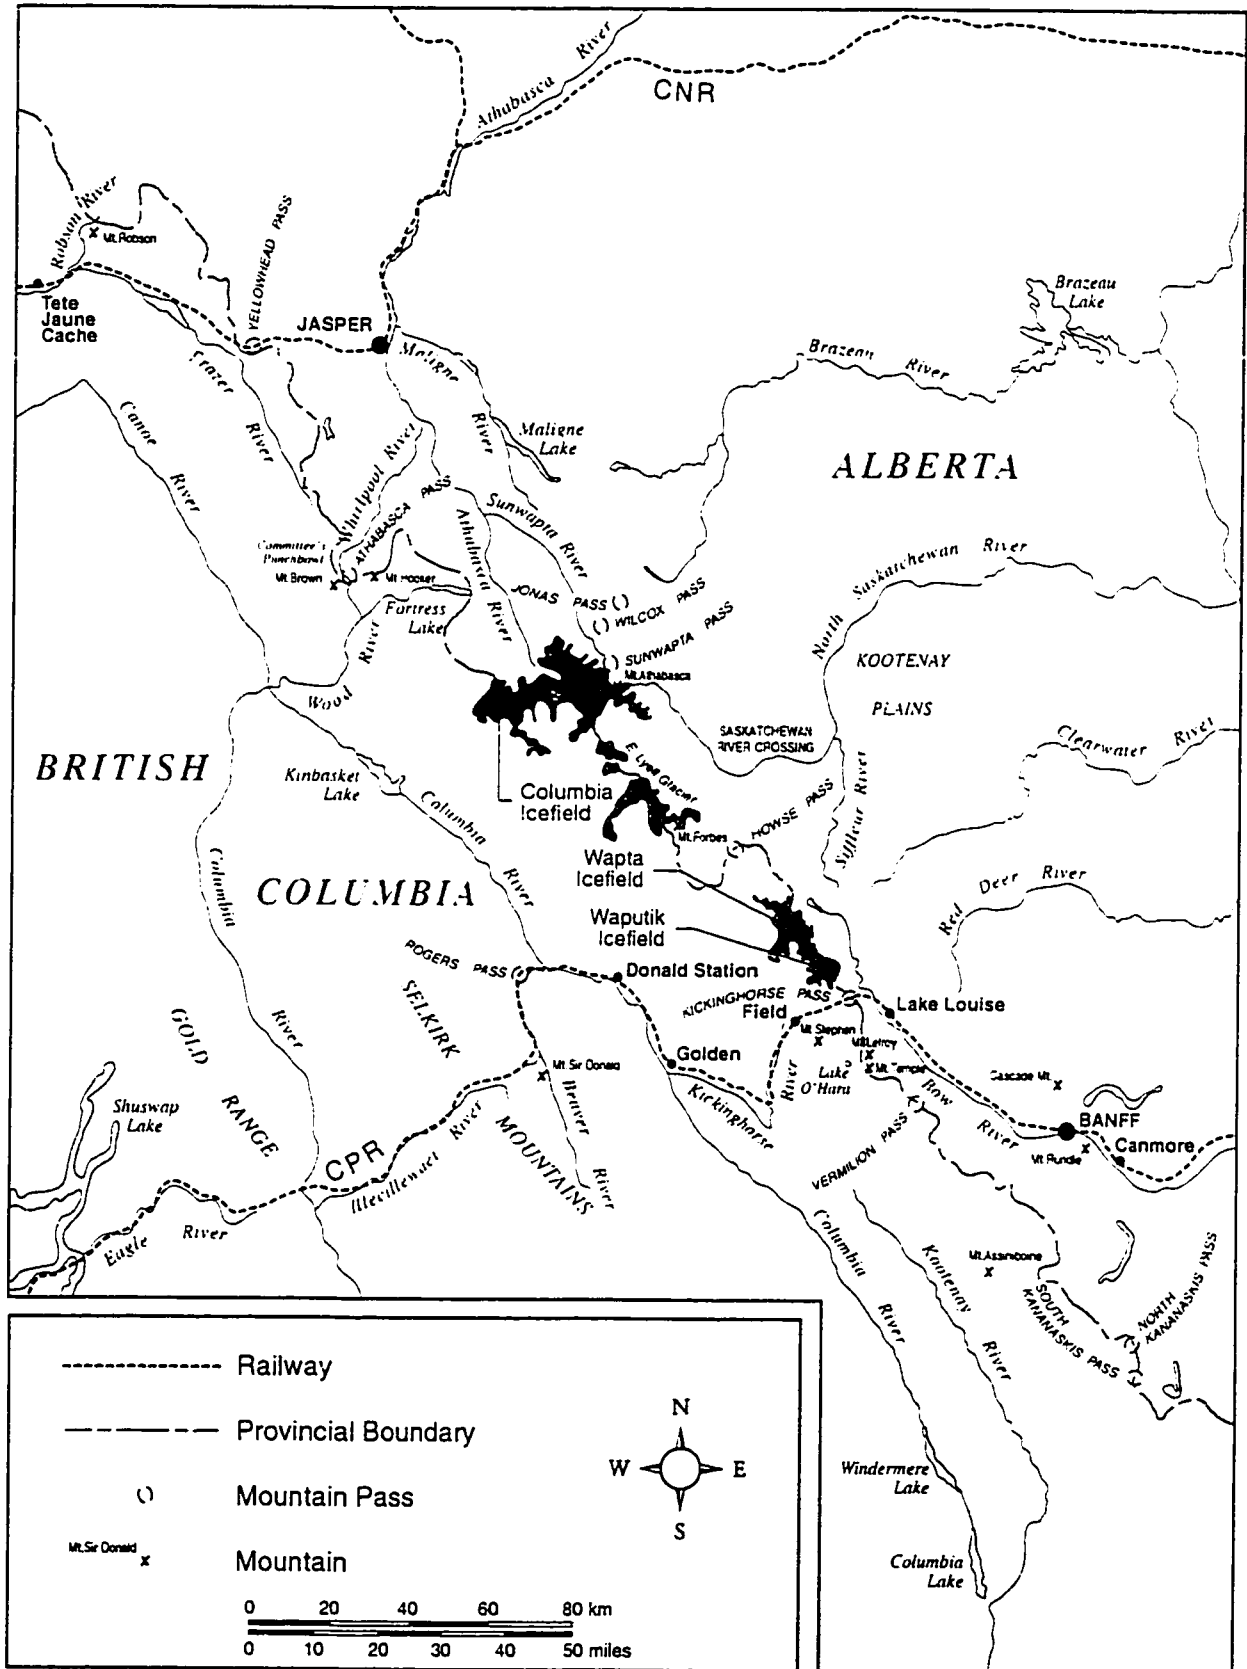 Athabasca River
CNR
Robson River
Mt. Robson
YELLOWHEAD PASS
Tete
Jaune
Cache
JASPER
Brazeau
Lake
Maligne
River
Brazeau River
Frazer
River
Canoe
River
Maligne
Lake
ALBERTA
Whirlpool River
ATHABASCA PASS
Sunwapta River
Athabasca River
Committee's
Punchbowl
Mt. Brown
Mt. Hooker
North Saskatchewan River
JONAS PASS
WILCOX PASS
Fortress
Lake
SUNWAPTA PASS
Mt. Athabasca
KOOTENAY
PLAINS
Wood River
SASKATCHEWAN
RIVER CROSSING
Clearwater River
BRITISH
Kinbasket
Lake
Columbia
Icefield
E. Lyell Glacier
Columbia
River
Mt. Forbes
HOWSE PASS
Siffleur River
Wapta
Icefield
COLUMBIA
Columbia
River
Red Deer River
Waputik
Icefield
ROGERS PASS
Donald Station
KICKINGHORSE PASS
Lake Louise
Field
SELKIRK
MOUNTAINS
GOLD
RANGE
Mt. Stephen
Mt. Lefroy
Mt. Temple
Golden
Mt. Sir Donald
Lake
O'Hara
Cascade Mt.
Kickinghorse
River
Bow
River
Shuswap
Lake
Beaver
River
BANFF
Mt. Rundle
Canmore
CPR
Illecillewaet River
VERMILION PASS
Eagle River
Columbia
River
Kootenay
River
Mt. Assiniboine
SOUTH
KANANASKIS PASS
NORTH
KANANASKIS PASS
Railway
Provincial Boundary
N
W E
S
Mountain Pass
Mt. Sir Donald
Mountain
Windermere
Lake
Columbia
Lake
0 20 40 60 80 km
0 10 20 30 40 50 miles